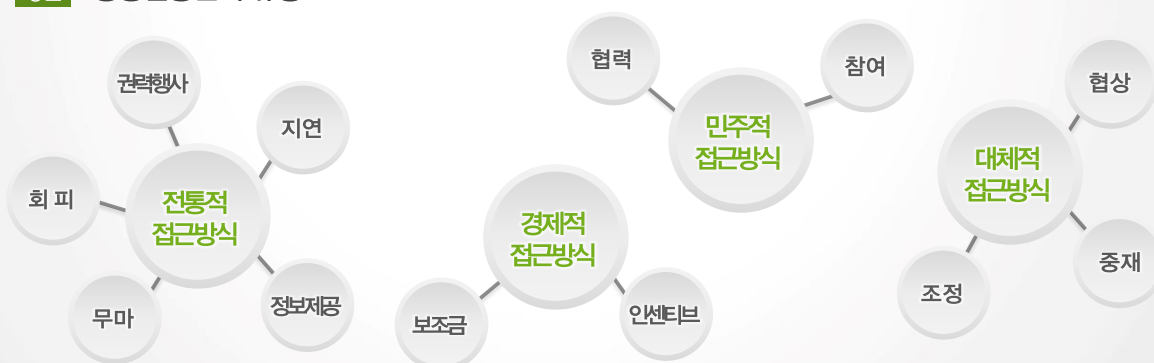 권력행사
지연
회피
전통적
접근방식
무마
정보제공
경제적
접근방식
보조금
인센티브
협력
참여
민주적
접근방식
협상
대체적
접근방식
조정
중재